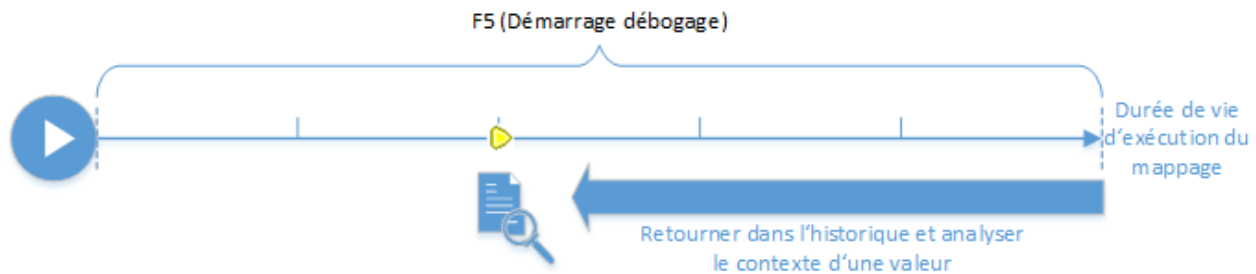 F5 (Démarrage débogage)
Durée de vie
d'exécution du
mappage
Retourner dans l'historique et analyser
le contexte d'une valeur